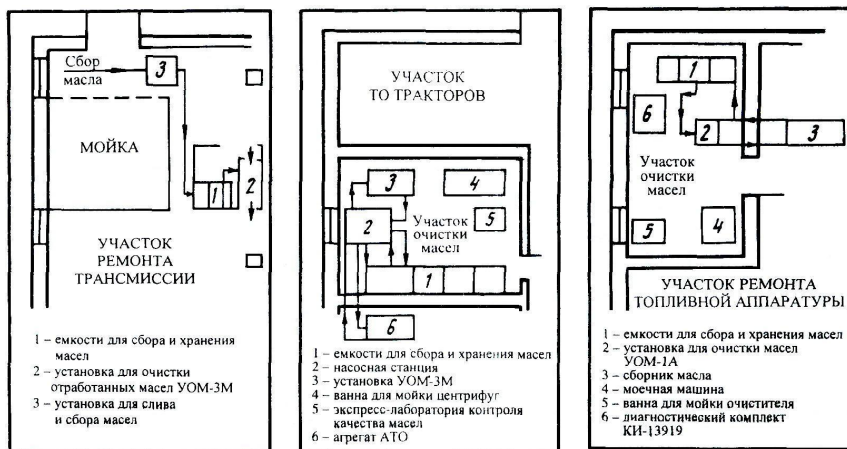 Сбор
масла
3
МОЙКА
1
2
УЧАСТОК
РЕМОНТА
ТРАНСМИССИИ
1 – емкости для сбора и хранения
масел
2 – установка для очистки
отработанных масел УОМ-3М
3 – установка для слива
и сбора масел
УЧАСТОК
ТО ТРАКТОРОВ
3
4
2
5
Участок
очистки
масел
1
6
1 – емкости для сбора и хранения масел
2 – насосная станция
3 – установка УОМ-3М
4 – ванна для мойки центрифуг
5 – экспресс-лаборатория контроля
качества масел
6 – агрегат АТО
1
6
2
3
Участок
очистки
масел
5
4
УЧАСТОК РЕМОНТА
ТОПЛИВНОЙ АППАРАТУРЫ
1 – емкости для сбора и хранения масел
2 – установка для очистки масел
УОМ-1А
3 – сборник масла
4 – моечная машина
5 – ванна для мойки очистителя
6 – диагностический комплект
КИ-13919